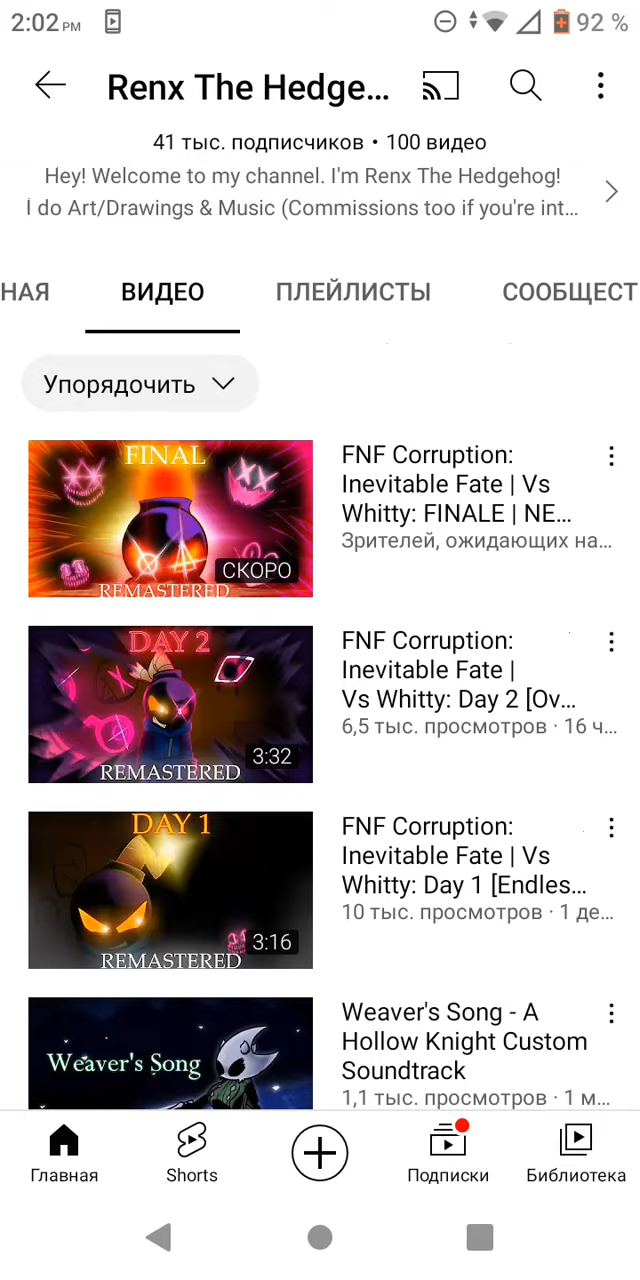 2:02 PM
92 %
Renx The Hedge...
41 тыс. подписчиков • 100 видео
Hey! Welcome to my channel. I'm Renx The Hedgehog!
I do Art/Drawings & Music (Commissions too if you're int...
НАЯ
ВИДЕО
ПЛЕЙЛИСТЫ
СООБЩЕСТ
Упорядочить
FINAL
СКОРО
REMASTERED
FNF Corruption:
Inevitable Fate | Vs
Whitty: FINALE | NE...
Зрителей, ожидающих на...
DAY 2
3:32
REMASTERED
FNF Corruption:
Inevitable Fate |
Vs Whitty: Day 2 [Ov...
6,5 тыс. просмотров · 16 ч...
DAY 1
3:16
REMASTERED
FNF Corruption:
Inevitable Fate | Vs
Whitty: Day 1 [Endles...
10 тыс. просмотров · 1 де...
Weaver's Song
Weaver's Song - A
Hollow Knight Custom
Soundtrack
1,1 тыс. просмотров · 1 м...
Главная
Shorts
Подписки
Библиотека